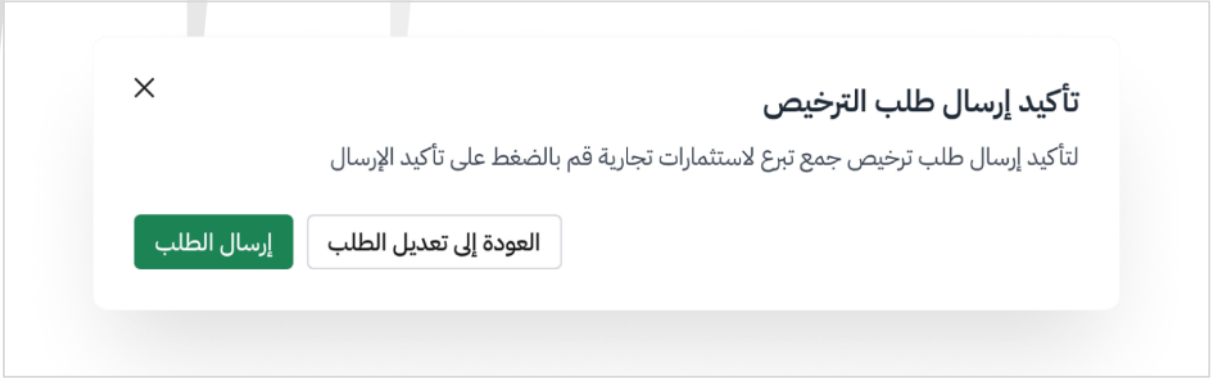 تأكيد إرسال طلب الترخيص
لتأكيد إرسال طلب ترخيص جمع تبرع لاستثمارات تجارية قم بالضغط على تأكيد الإرسال
العودة إلى تعديل الطلب
إرسال الطلب